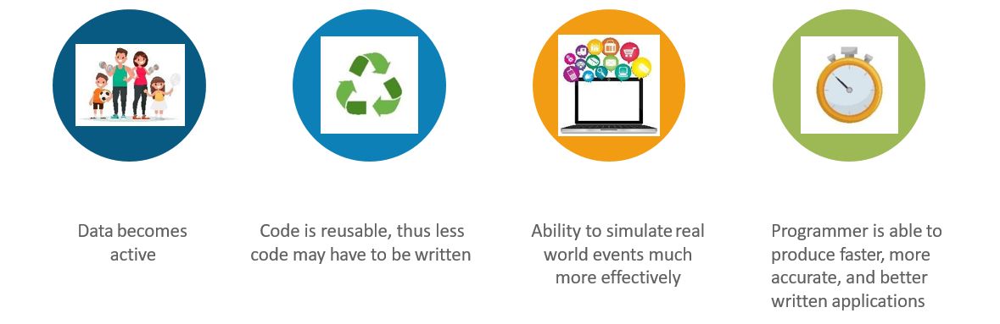 Data becomes
active
Code is reusable, thus less
code may have to be written
Ability to simulate real
world events much
more effectively
Programmer is able to
produce faster, more
accurate, and better
written applications